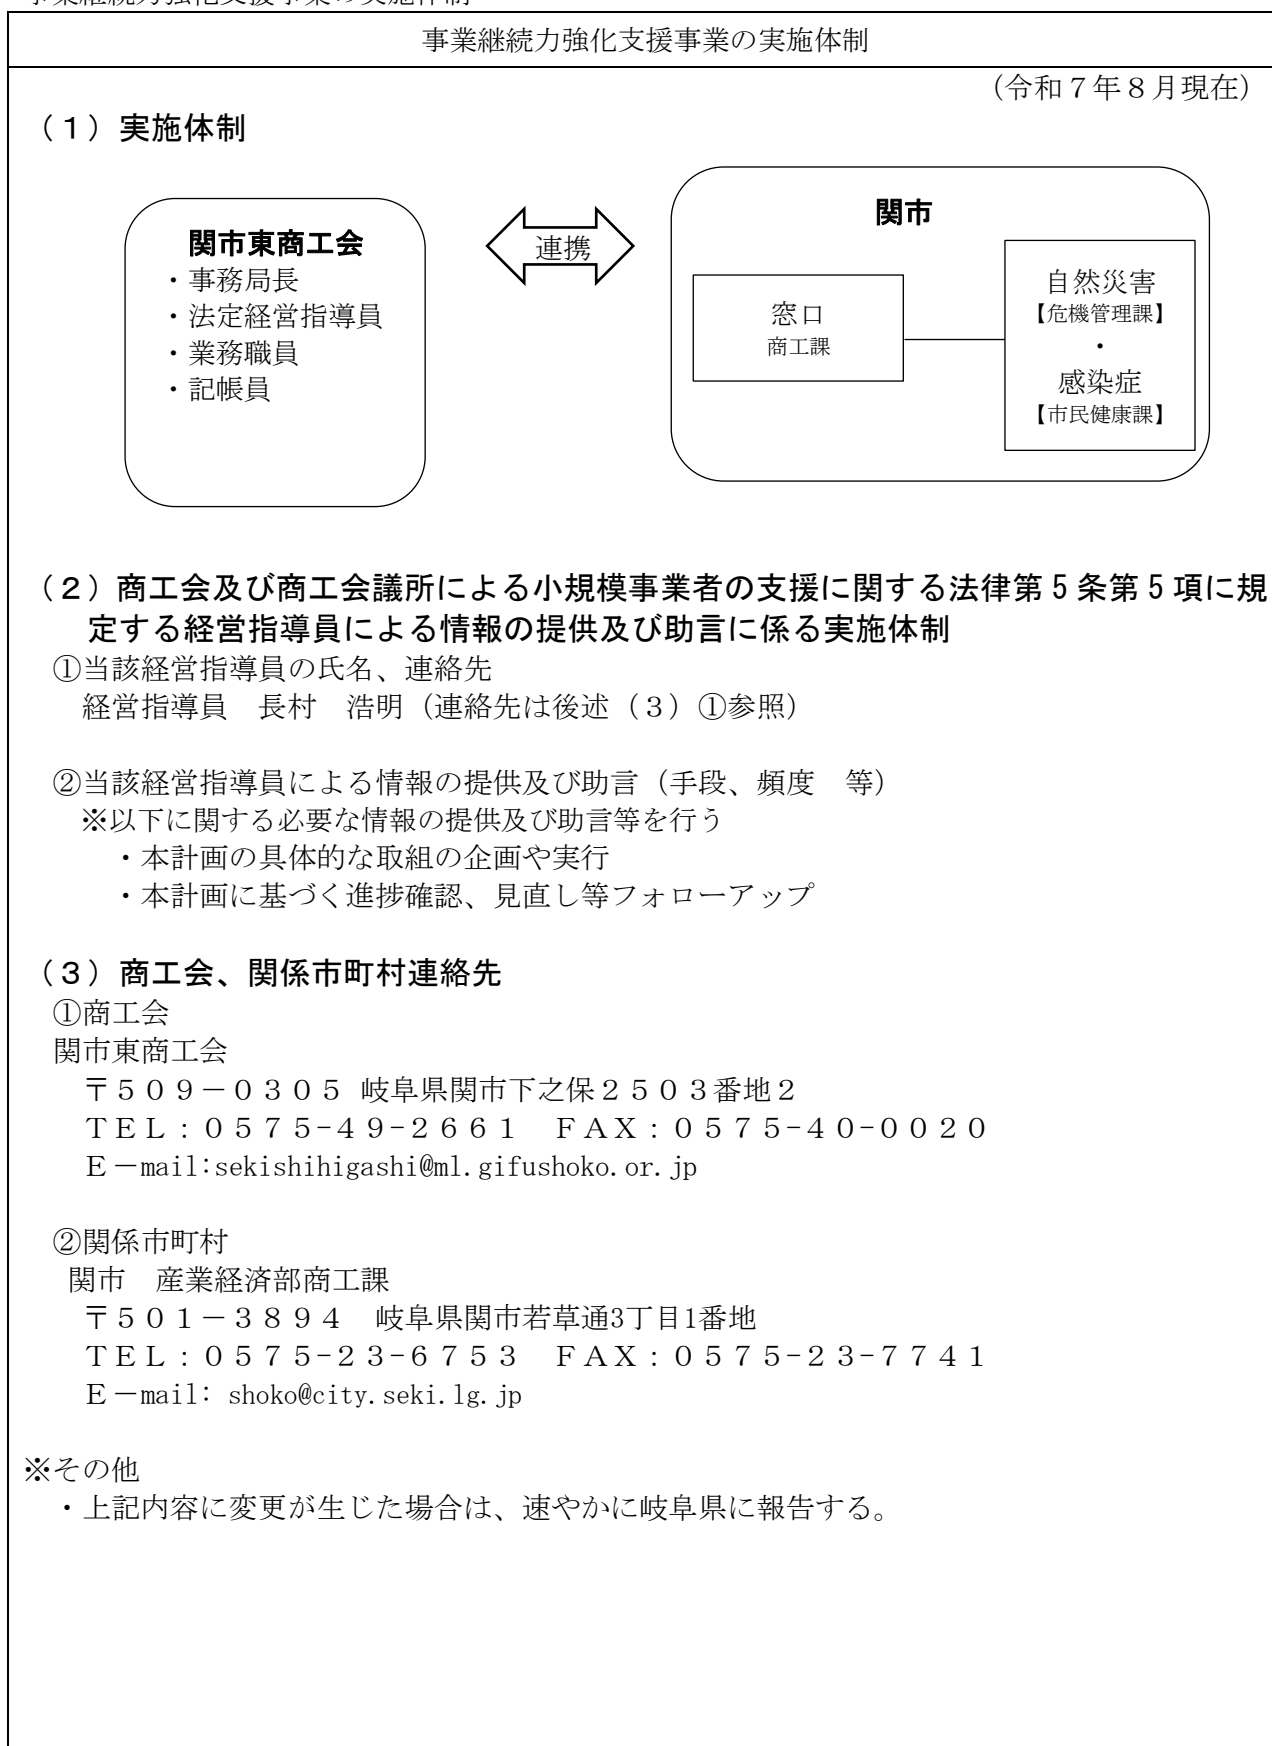 事業継続力強化支援事業の実施体制
事業継続力強化支援事業の実施体制
（令和７年８月現在）
（１）実施体制
関市東商工会
・事務局長
・法定経営指導員
・業務職員
・記帳員
連携
関市
窓口
商工課
自然災害
【危機管理課】
・
感染症
【市民健康課】
（２）商工会及び商工会議所による小規模事業者の支援に関する法律第５条第５項に規
定する経営指導員による情報の提供及び助言に係る実施体制
①当該経営指導員の氏名、連絡先
経営指導員　長村　浩明（連絡先は後述（３）①参照）
②当該経営指導員による情報の提供及び助言（手段、頻度　等）
※以下に関する必要な情報の提供及び助言等を行う
・本計画の具体的な取組の企画や実行
・本計画に基づく進捗確認、見直し等フォローアップ
（３）商工会、関係市町村連絡先
①商工会
関市東商工会
〒５０９－０３０５ 岐阜県関市下之保２５０３番地２
ＴＥＬ：０５７５-４９-２６６１　ＦＡＸ：０５７５-４０-００２０
Ｅ－mail:sekishihigashi@ml.gifushoko.or.jp
②関係市町村
関市　産業経済部商工課
〒５０１－３８９４　岐阜県関市若草通3丁目1番地
ＴＥＬ：０５７５-２３-６７５３　ＦＡＸ：０５７５-２３-７７４１
Ｅ－mail: shoko@city.seki.lg.jp
※その他
・上記内容に変更が生じた場合は、速やかに岐阜県に報告する。